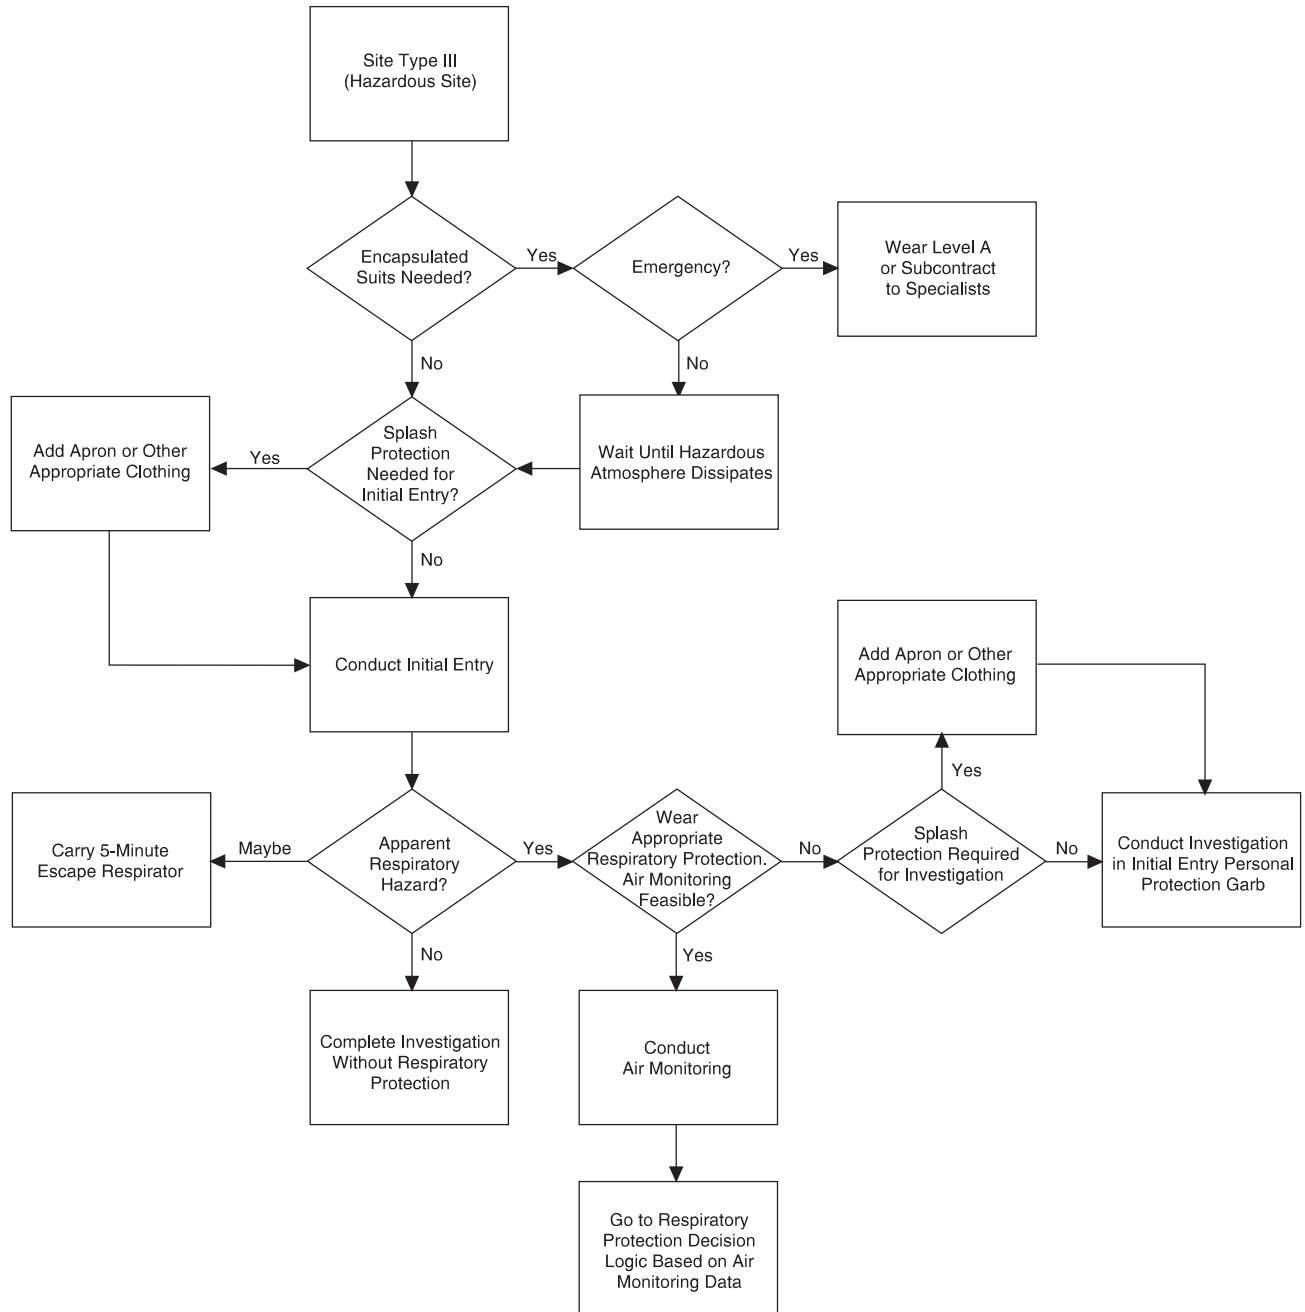 Site Type III
(Hazardous Site)
Encapsulated
Suits Needed?
Yes
Emergency?
Yes
Wear Level A
or Subcontract
to Specialists
No
No
Add Apron or Other
Appropriate Clothing
Yes
Splash
Protection
Needed for
Initial Entry?
Wait Until Hazardous
Atmosphere Dissipates
No
Conduct Initial Entry
Add Apron or Other
Appropriate Clothing
Yes
Carry 5-Minute
Escape Respirator
Maybe
Apparent
Respiratory
Hazard?
Yes
Wear
Appropriate
Respiratory Protection.
Air Monitoring
Feasible?
No
Splash
Protection Required
for Investigation
No
Conduct Investigation
in Initial Entry Personal
Protection Garb
No
Yes
Complete Investigation
Without Respiratory
Protection
Conduct
Air Monitoring
Go to Respiratory
Protection Decision
Logic Based on Air
Monitoring Data